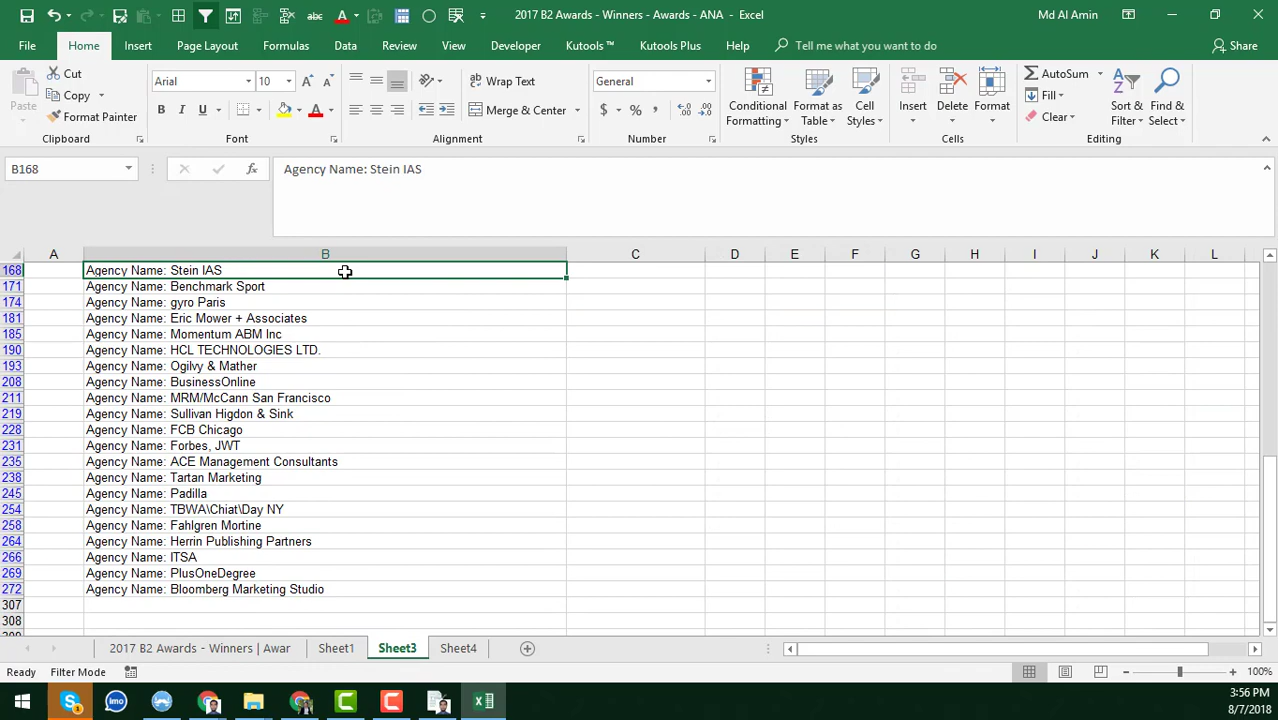 2017 B2 Awards - Winners - Awards - ANA - Excel
Md Al Amin
File Home Insert Page Layout Formulas Data Review View Developer Kutools ™ Kutools Plus Help Tell me what you want to do Share
Paste
Cut
Copy
Format Painter
Clipboard
Arial 10
B I U
Font
Wrap Text
Merge & Center
Alignment
General
$ % ,
Number
Conditional Formatting
Format as Table
Cell Styles
Styles
Insert
Delete
Format
Cells
AutoSum
Fill
Clear
Sort & Filter
Find & Select
Editing
B168 fx Agency Name: Stein IAS
A B C D E F G H I J K L
168 Agency Name: Stein IAS
171 Agency Name: Benchmark Sport
174 Agency Name: gyro Paris
181 Agency Name: Eric Mower + Associates
185 Agency Name: Momentum ABM Inc
190 Agency Name: HCL TECHNOLOGIES LTD.
193 Agency Name: Ogilvy & Mather
208 Agency Name: BusinessOnline
211 Agency Name: MRM/McCann San Francisco
219 Agency Name: Sullivan Higdon & Sink
228 Agency Name: FCB Chicago
231 Agency Name: Forbes, JWT
235 Agency Name: ACE Management Consultants
238 Agency Name: Tartan Marketing
245 Agency Name: Padilla
254 Agency Name: TBWA\Chiat\Day NY
258 Agency Name: Fahlgren Mortine
264 Agency Name: Herrin Publishing Partners
266 Agency Name: ITSA
269 Agency Name: PlusOneDegree
272 Agency Name: Bloomberg Marketing Studio
307
308
2017 B2 Awards - Winners | Awar Sheet1 Sheet3 Sheet4
Ready Filter Mode 100%
3:56 PM
8/7/2018